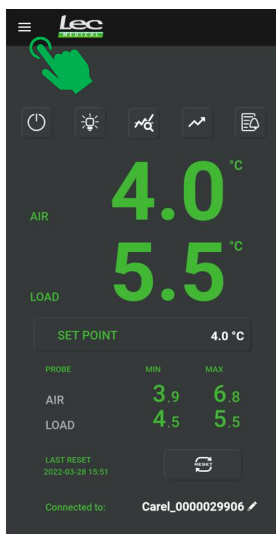 Lec
MEDICAL
4.0 °C
AIR
5.5 °C
LOAD
SET POINT 4.0 °C
PROBE MIN MAX
AIR 3.9 6.8
LOAD 4.5 5.5
LAST RESET
2022-03-28 15:51
RESET
Connected to: Carel_0000029906